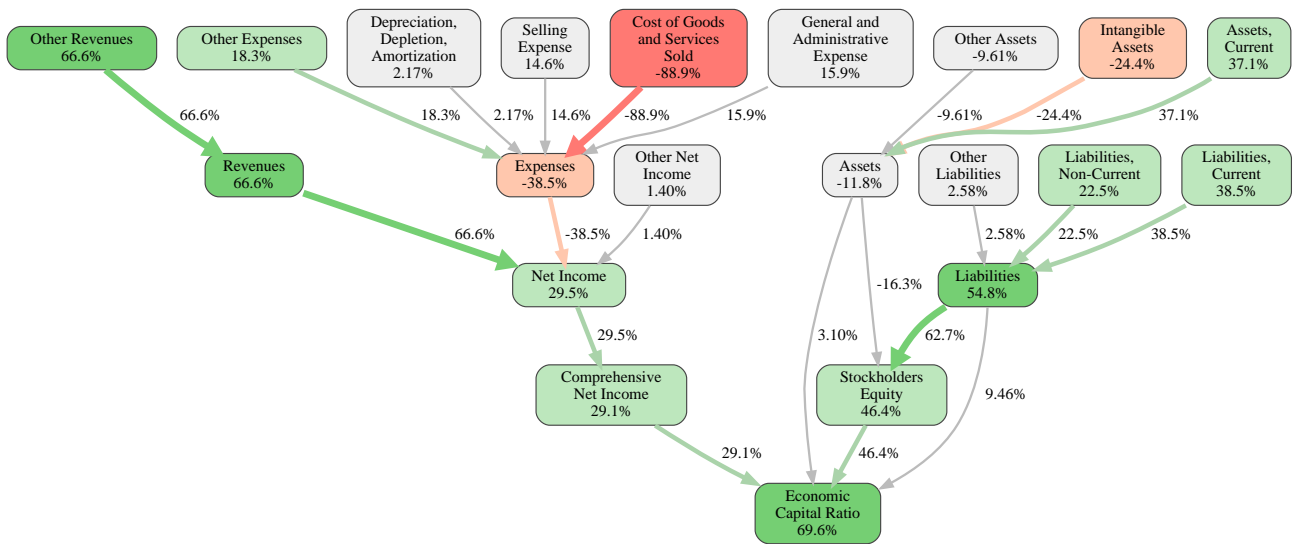 Other Revenues
66.6%
Other Expenses
18.3%
Depreciation,
Depletion,
Amortization
2.17%
Selling
Expense
14.6%
Cost of Goods
and Services
Sold
-88.9%
General and
Administrative
Expense
15.9%
Other Assets
-9.61%
Intangible
Assets
-24.4%
Assets,
Current
37.1%
66.6%
18.3%
2.17%
14.6%
-88.9%
15.9%
-9.61%
-24.4%
37.1%
Revenues
66.6%
Expenses
-38.5%
Other Net
Income
1.40%
Assets
-11.8%
Other
Liabilities
2.58%
Liabilities,
Non-Current
22.5%
Liabilities,
Current
38.5%
66.6%
-38.5%
1.40%
2.58%
22.5%
38.5%
Net Income
29.5%
-16.3%
Liabilities
54.8%
29.5%
3.10%
62.7%
Comprehensive
Net Income
29.1%
Stockholders
Equity
46.4%
9.46%
29.1%
46.4%
Economic
Capital Ratio
69.6%